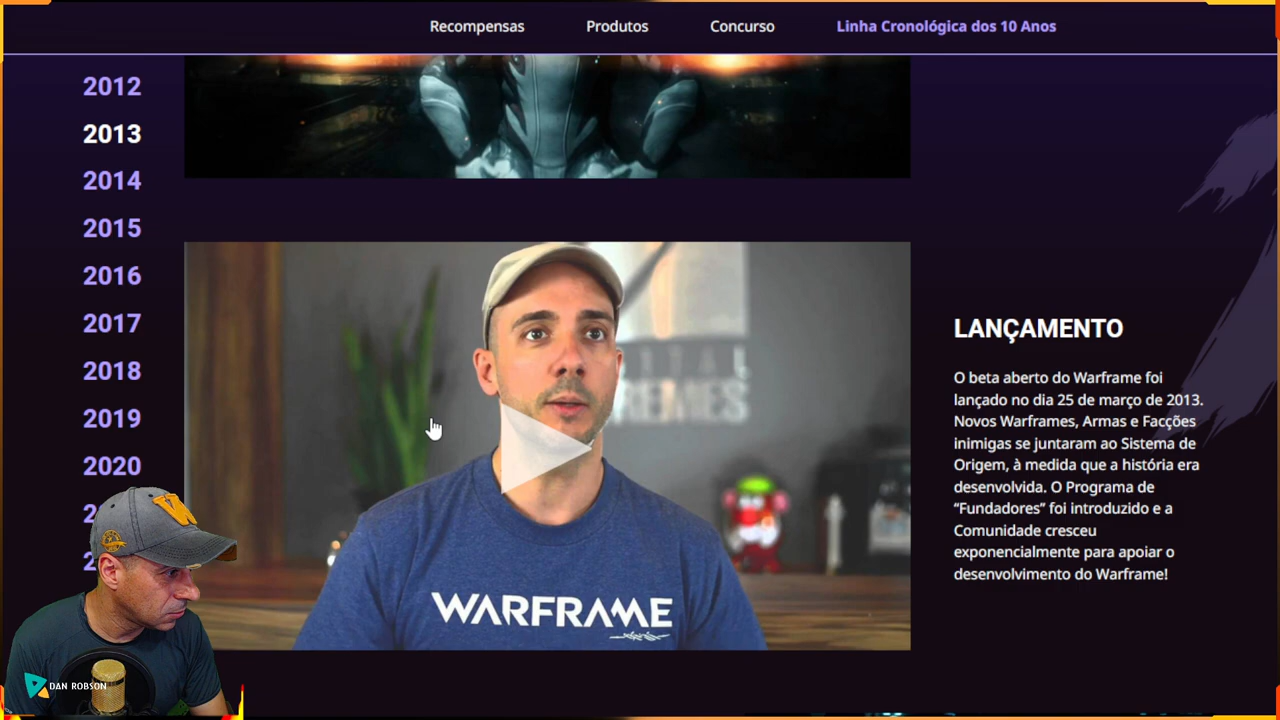 Recompensas
Produtos
Concurso
Linha Cronológica dos 10 Anos
2012
2013
2014
2015
2016
2017
2018
2019
2020
2
2
WARFRAME
LANÇAMENTO
O beta aberto do Warframe foi
lançado no dia 25 de março de 2013.
Novos Warframes, Armas e Facções
inimigas se juntaram ao Sistema de
Origem, à medida que a história era
desenvolvida. O Programa de
“Fundadores” foi introduzido e a
Comunidade cresceu
exponencialmente para apoiar o
desenvolvimento do Warframe!
W
DAN ROBSON